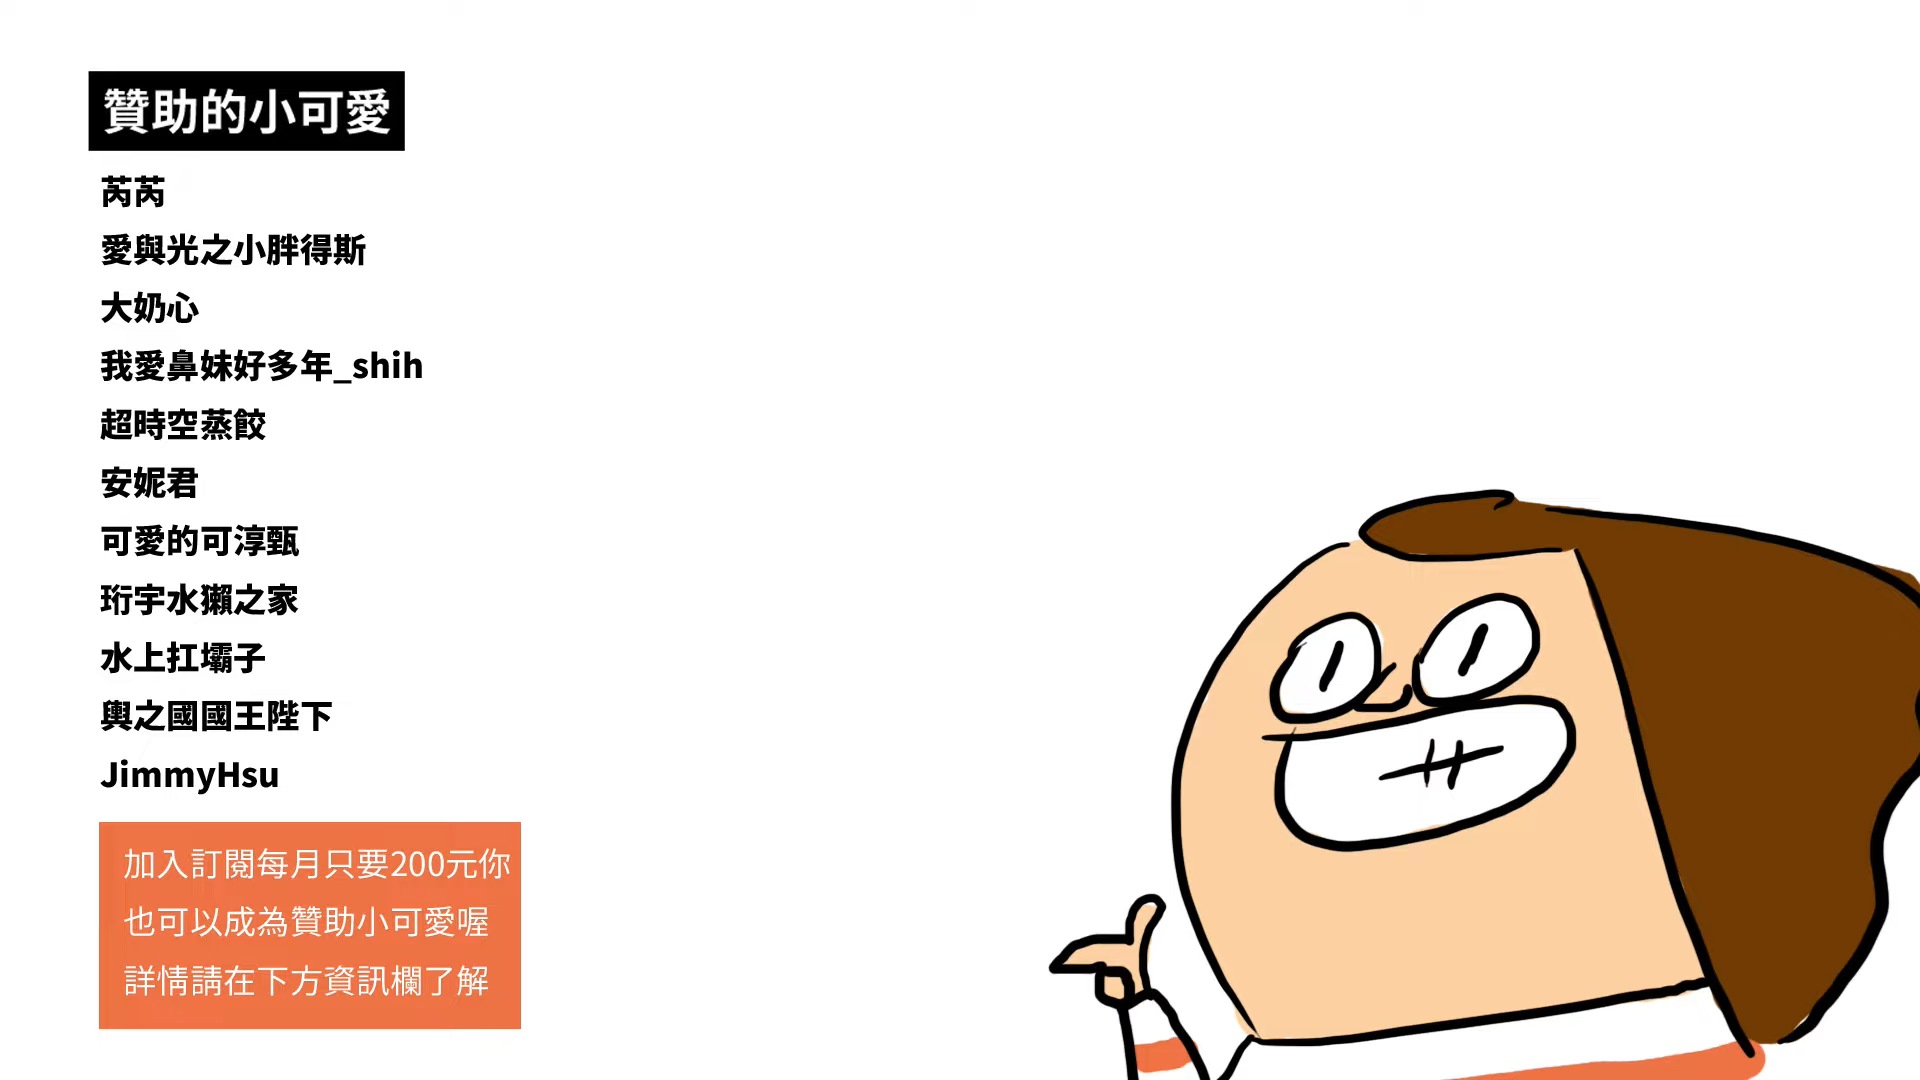 贊助的小可愛
芮芮
愛與光之小胖得斯
大奶心
我愛鼻妹好多年_shih
超時空蒸餃
安妮君
可愛的可淳甄
珩宇水獺之家
水上扛壩子
輿之國國王陛下
JimmyHsu
加入訂閱每月只要200元你
也可以成為贊助小可愛喔
詳情請在下方資訊欄了解